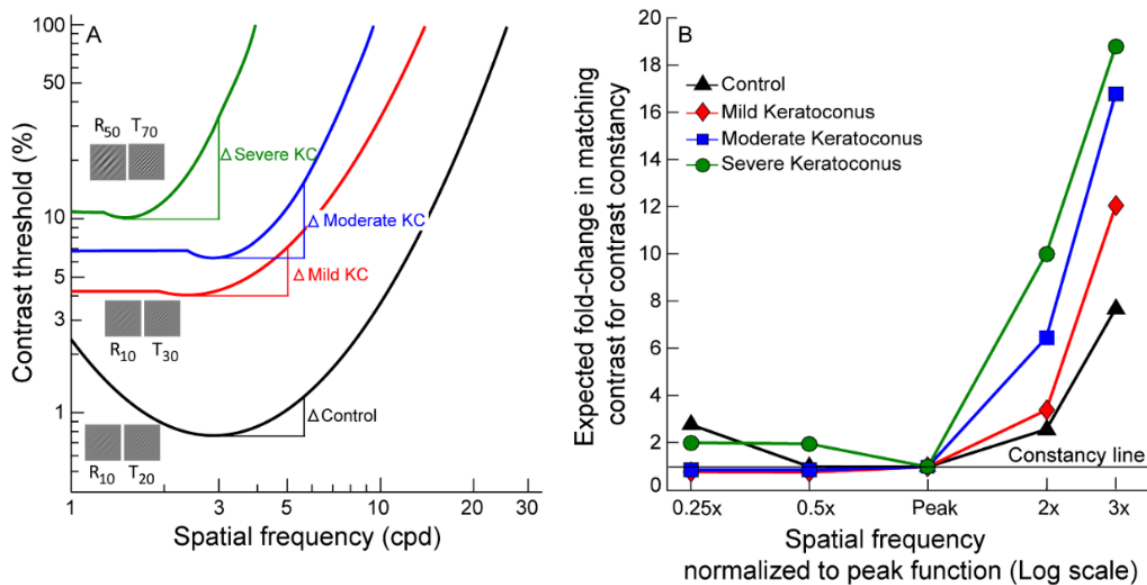 A
Contrast threshold (%)
100
50
10
5
3
1
R50 T70
Δ Severe KC
Δ Moderate KC
Δ Mild KC
R10 T30
Δ Control
R10 T20
1 3 5 10 20 30
Spatial frequency (cpd)
B
Expected fold-change in matching
contrast for contrast constancy
20
18
16
14
12
10
8
6
4
2
0
Control
Mild Keratoconus
Moderate Keratoconus
Severe Keratoconus
Constancy line
0.25x 0.5x Peak 2x 3x
Spatial frequency
normalized to peak function (Log scale)